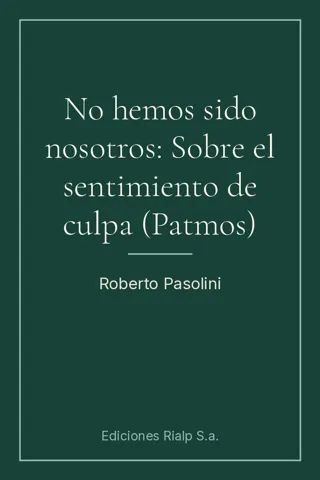 No hemos sido
nosotros: Sobre el
sentimiento de
culpa (Patmos)
Roberto Pasolini
Ediciones Rialp S.a.